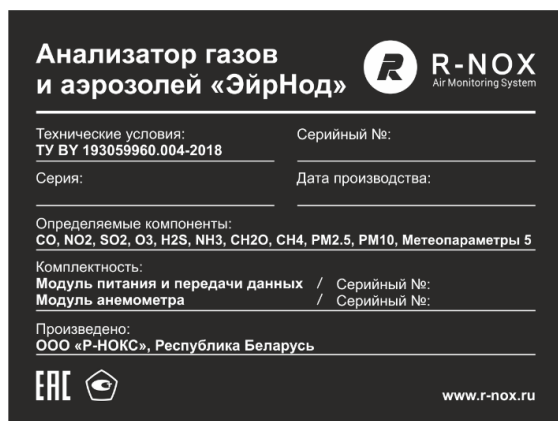 Анализатор газов
и аэрозолей «ЭйрНод»
R-NOX
Air Monitoring System
Технические условия:
ТУ BY 193059960.004-2018
Серийный №:
Серия:
Дата производства:
Определяемые компоненты:
CO, NO2, SO2, O3, H2S, NH3, CH2O, CH4, PM2.5, PM10, Метеопараметры 5
Комплектность:
Модуль питания и передачи данных / Серийный №:
Модуль анемометра / Серийный №:
Произведено:
ООО «Р-НОКС», Республика Беларусь
EAC
www.r-nox.ru